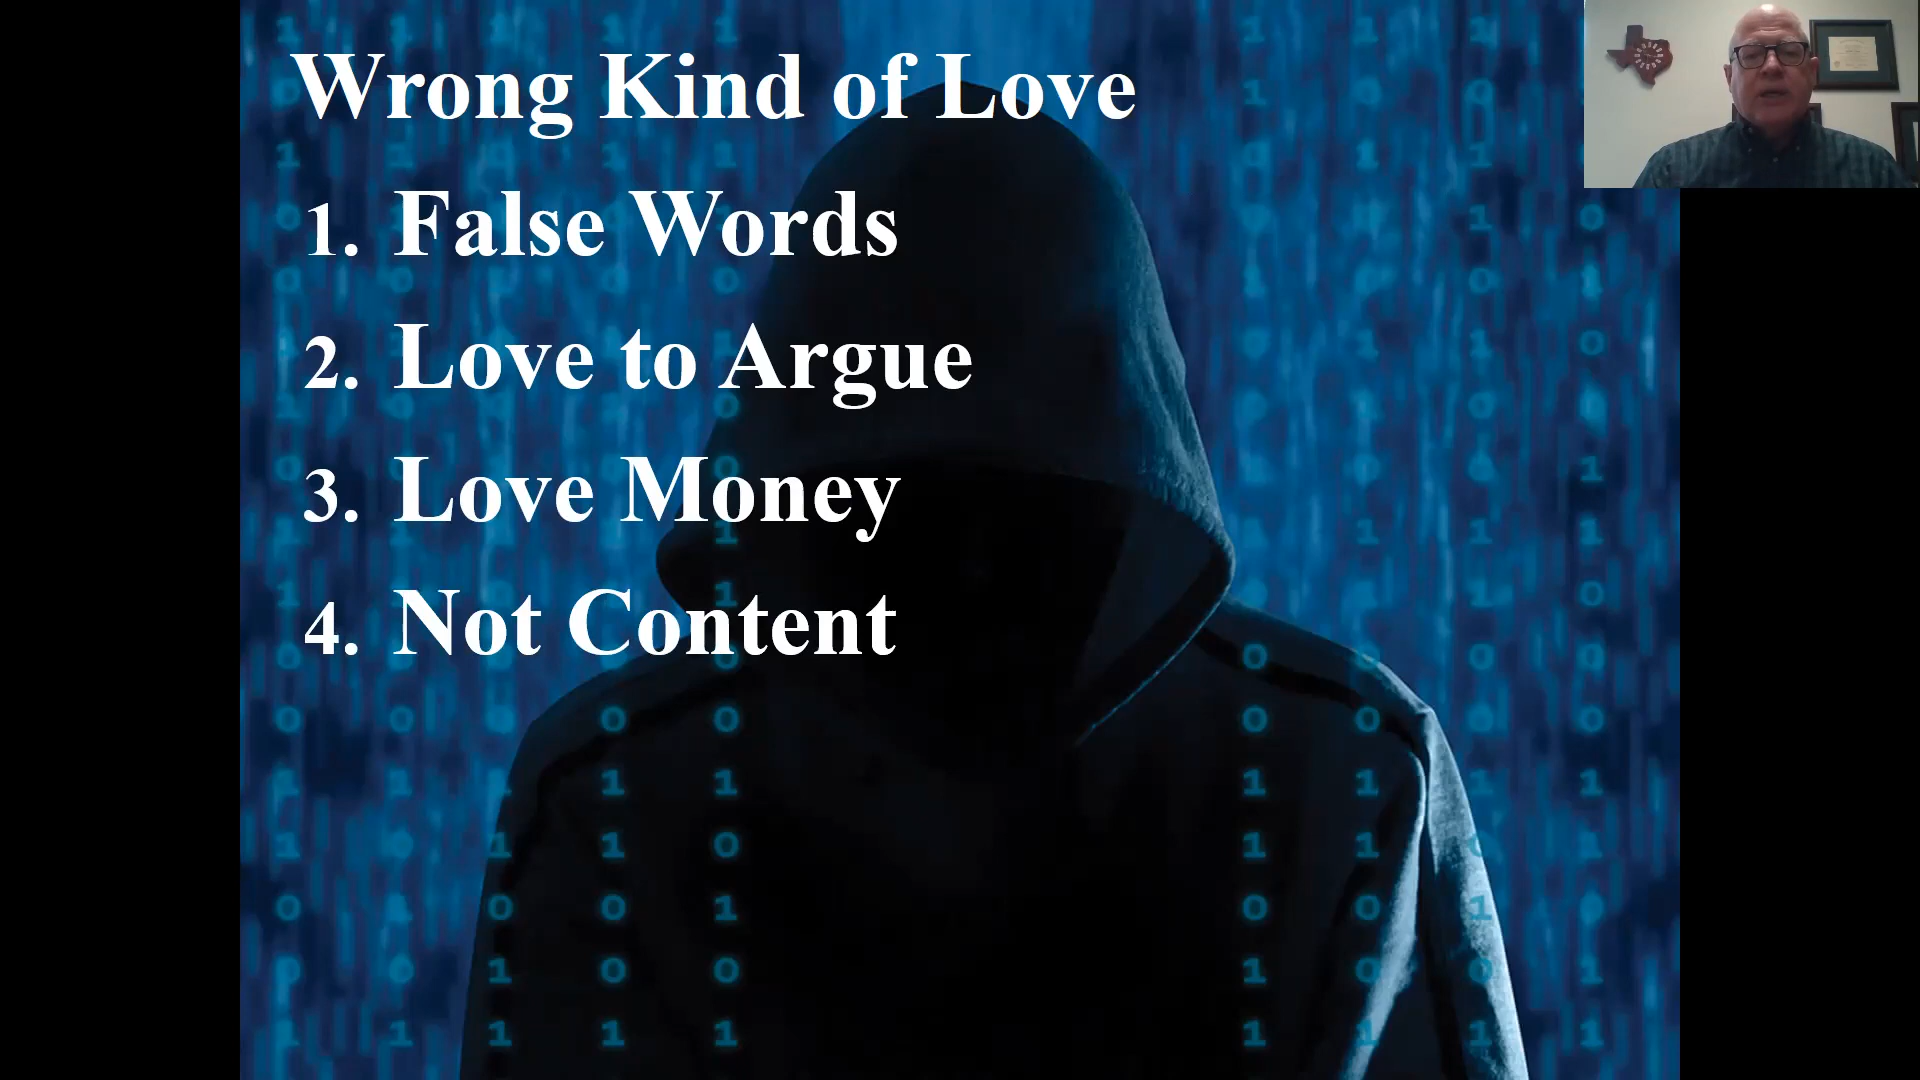 Wrong Kind of Love
1. False Words
2. Love to Argue
3. Love Money
4. Not Content